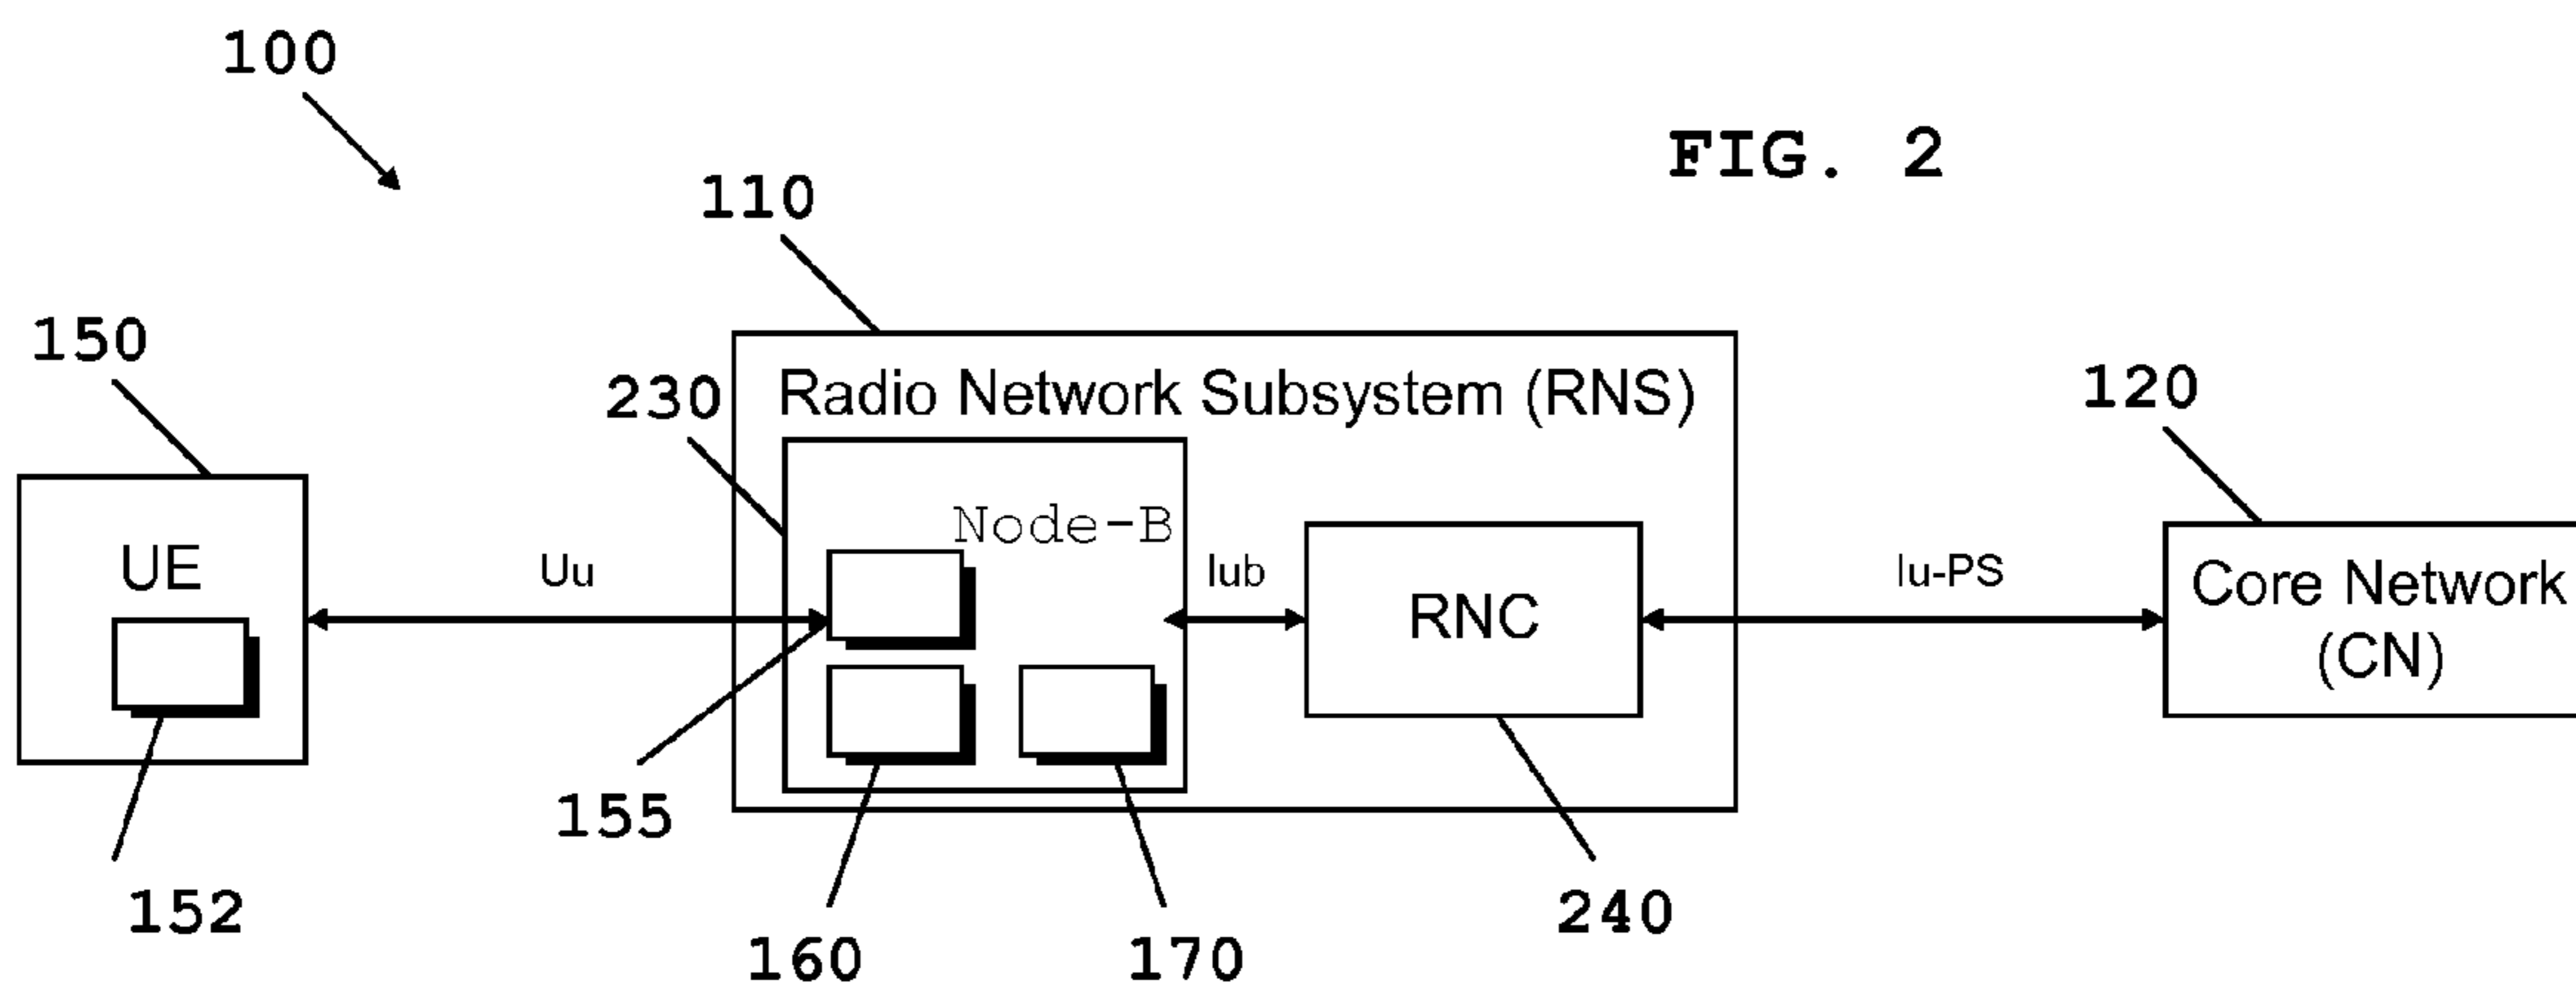 100
FIG. 2
110
150
230
Radio Network Subsystem (RNS)
120
Node-B
UE
Uu
Iub
RNC
Iu-PS
Core Network
(CN)
155
152
160
170
240